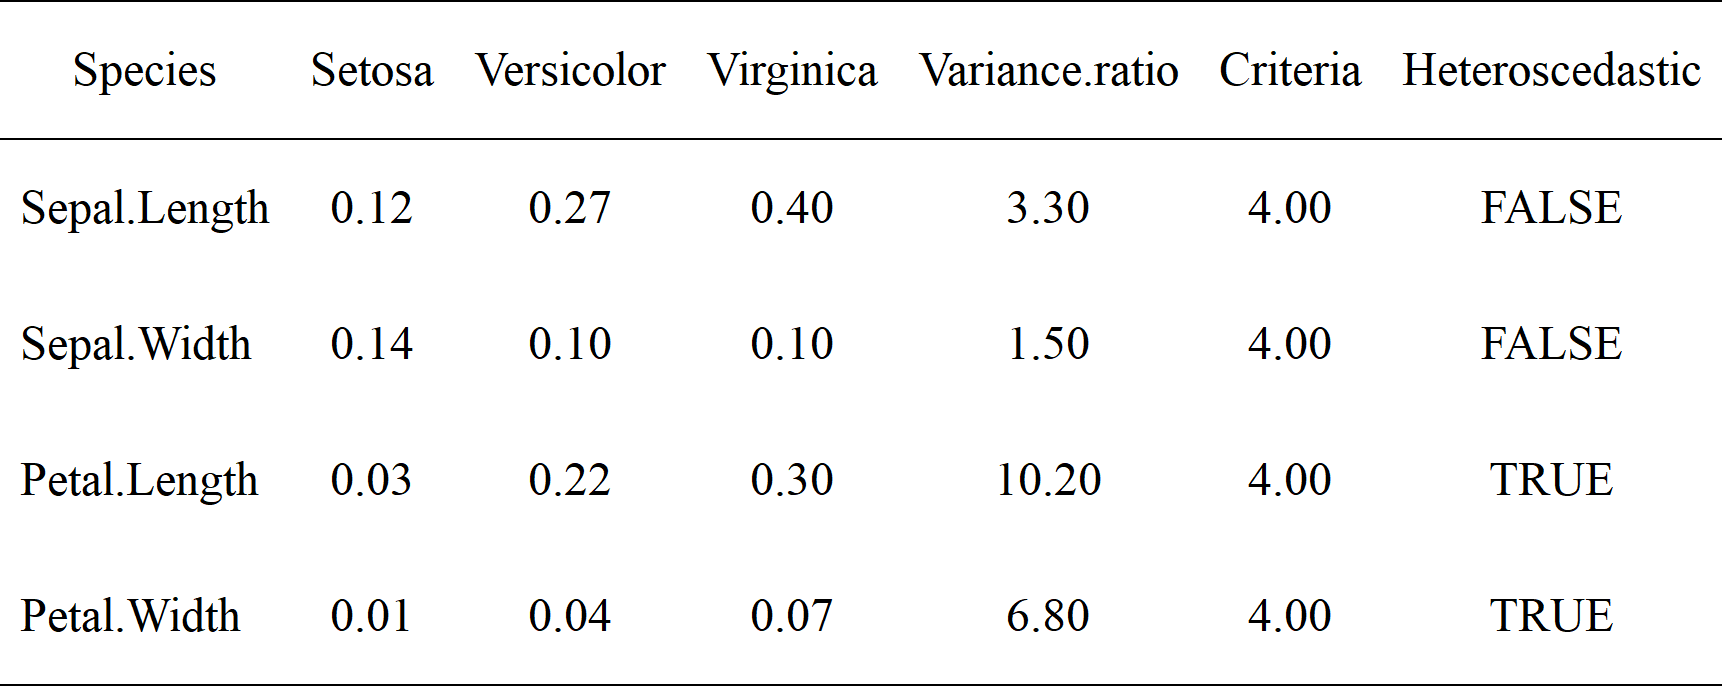 Species Setosa Versicolor Virginica Variance.ratio Criteria Heteroscedastic
Sepal.Length 0.12 0.27 0.40 3.30 4.00 FALSE
Sepal.Width 0.14 0.10 0.10 1.50 4.00 FALSE
Petal.Length 0.03 0.22 0.30 10.20 4.00 TRUE
Petal.Width 0.01 0.04 0.07 6.80 4.00 TRUE